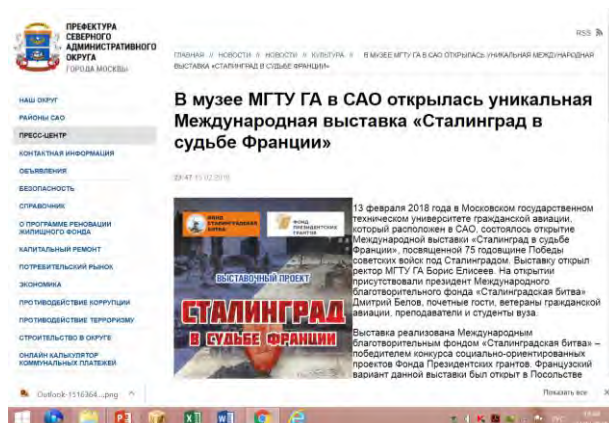 ПРЕФЕКТУРА
СЕВЕРНОГО
АДМИНИСТРАТИВНОГО
ОКРУГА
ГОРОДА МОСКВЫ
RSS
ГЛАВНАЯ // НОВОСТИ // НОВОСТИ // КУЛЬТУРА // В МУЗЕЕ МГТУ ГА В САО ОТКРЫЛАСЬ УНИКАЛЬНАЯ МЕЖДУНАРОДНАЯ
ВЫСТАВКА «СТАЛИНГРАД В СУДЬБЕ ФРАНЦИИ»
НАШ ОКРУГ
РАЙОНЫ САО
ПРЕСС-ЦЕНТР
КОНТАКТНАЯ ИНФОРМАЦИЯ
ОБЪЯВЛЕНИЯ
БЕЗОПАСНОСТЬ
СПРАВОЧНИК
О ПРОГРАММЕ РЕНОВАЦИИ
ЖИЛИЩНОГО ФОНДА
КАПИТАЛЬНЫЙ РЕМОНТ
ПОТРЕБИТЕЛЬСКИЙ РЫНОК
ЭКОНОМИКА
ПРОТИВОДЕЙСТВИЕ КОРРУПЦИИ
ПРОТИВОДЕЙСТВИЕ ТЕРРОРИЗМУ
СТРОИТЕЛЬСТВО В ОКРУГЕ
ОНЛАЙН КАЛЬКУЛЯТОР
КОММУНАЛЬНЫХ ПЛАТЕЖЕЙ
В музее МГТУ ГА в САО открылась уникальная
Международная выставка «Сталинград в
судьбе Франции»
ФОНД
СТАЛИНГРАДСКАЯ
БИТВА
ФОНД
ПРЕЗИДЕНТСКИХ
ГРАНТОВ
ВЫСТАВОЧНЫЙ ПРОЕКТ
СТАЛИНГРАД
В СУДЬБЕ ФРАНЦИИ
13 февраля 2018 года в Московском государственном
техническом университете гражданской авиации,
который расположен в САО, состоялось открытие
Международной выставки «Сталинград в судьбе
Франции», посвященной 75 годовщине Победы
советских войск под Сталинградом. Выставку открыл
ректор МГТУ ГА Борис Елисеев. На открытии
присутствовали президент Международного
благотворительного фонда «Сталинградская битва»
Дмитрий Белов, почетные гости, ветераны гражданской
авиации, преподаватели и студенты вуза.
Выставка реализована Международным
благотворительным фондом «Сталинградская битва» –
победителем конкурса социально-ориентированных
проектов Фонда Президентских грантов. Французский
вариант данной выставки был открыт в Посольстве
Outlook-1516364....png
Показать все